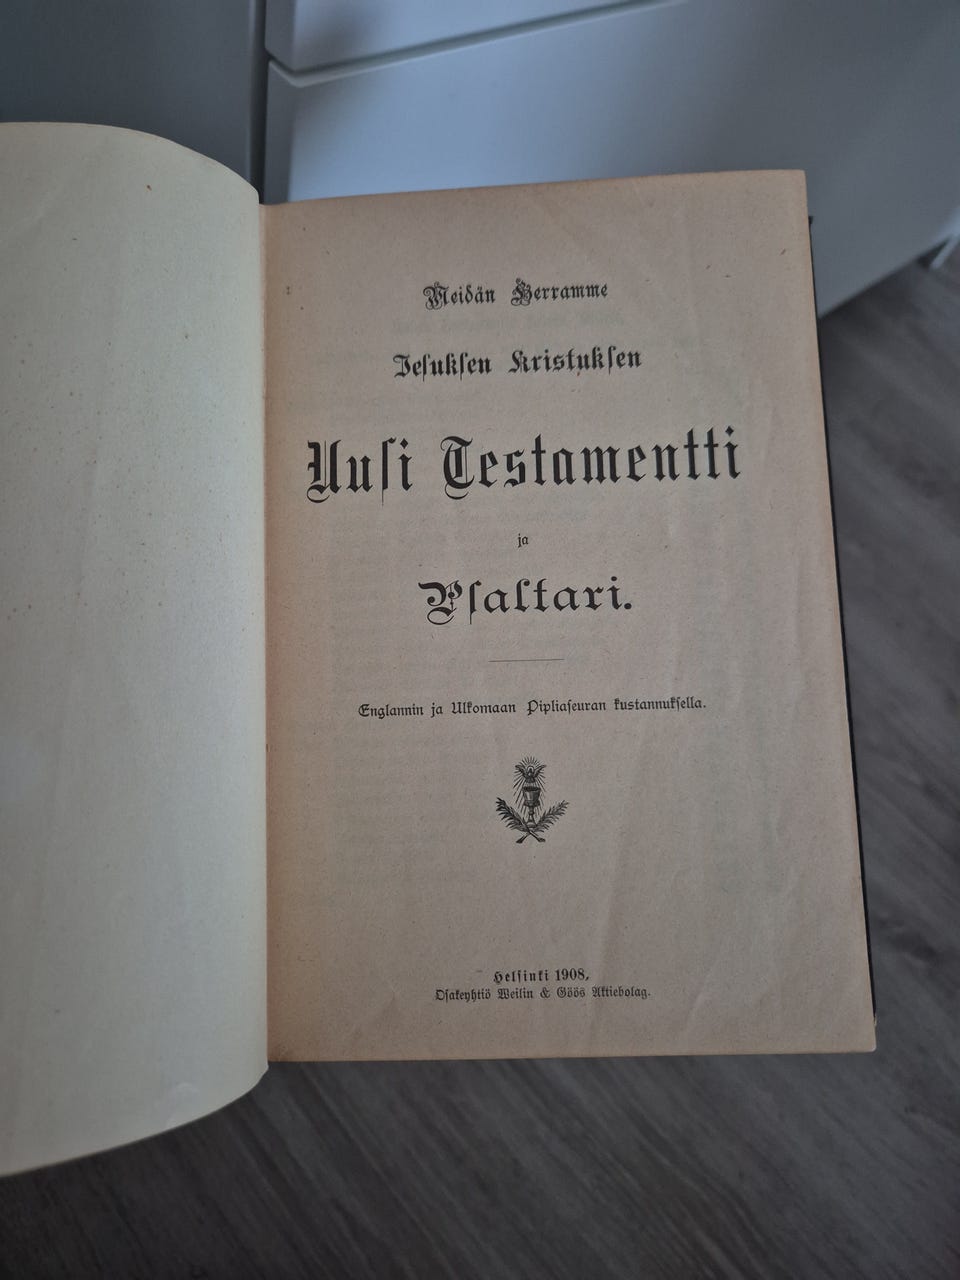 Meidän Herramme
Jesuksen Kristuksen
Uusi Testamentti
ja
Psaltari.
Englannin ja Ulkomaan Pipliaseuran kustannuksella.
Helsinki 1908,
Osakeyhtiö Weilin & Göös Aktiebolag.